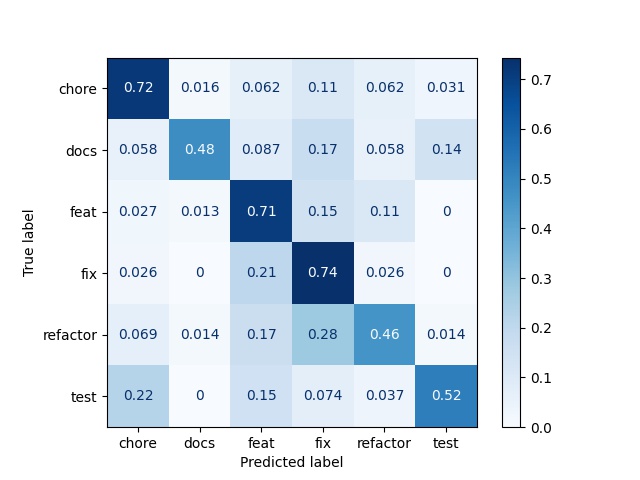 chore 0.72 0.016 0.062 0.11 0.062 0.031
docs 0.058 0.48 0.087 0.17 0.058 0.14
feat 0.027 0.013 0.71 0.15 0.11 0
fix 0.026 0 0.21 0.74 0.026 0
refactor 0.069 0.014 0.17 0.28 0.46 0.014
test 0.22 0 0.15 0.074 0.037 0.52
chore docs feat fix refactor test
Predicted label
True label
0.7
0.6
0.5
0.4
0.3
0.2
0.1
0.0